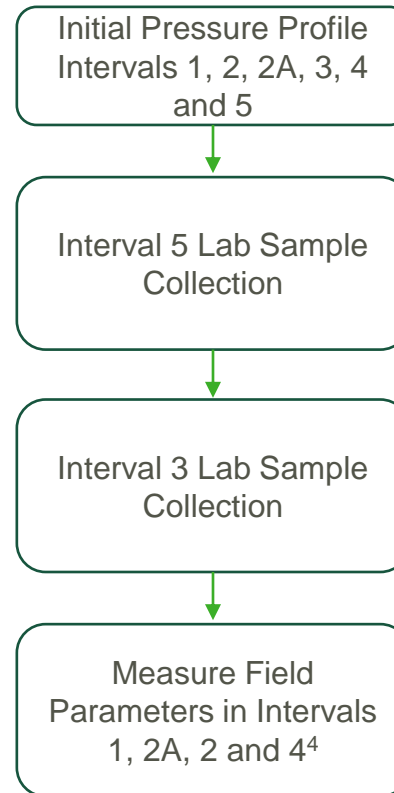 Initial Pressure Profile
Intervals 1, 2, 2A, 3, 4
and 5
Interval 5 Lab Sample
Collection
Interval 3 Lab Sample
Collection
Measure Field
Parameters in Intervals
1, 2A, 2 and 4⁴